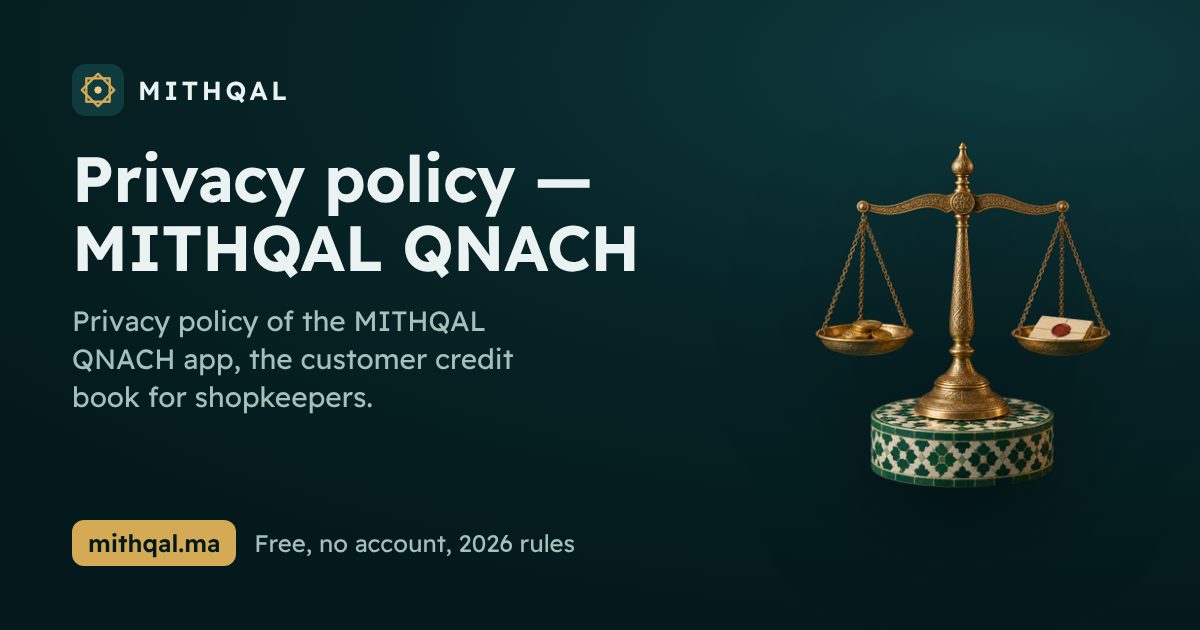 MITHQAL
Privacy policy —
MITHQAL QNACH
Privacy policy of the MITHQAL
QNACH app, the customer credit
book for shopkeepers.
mithqal.ma
Free, no account, 2026 rules